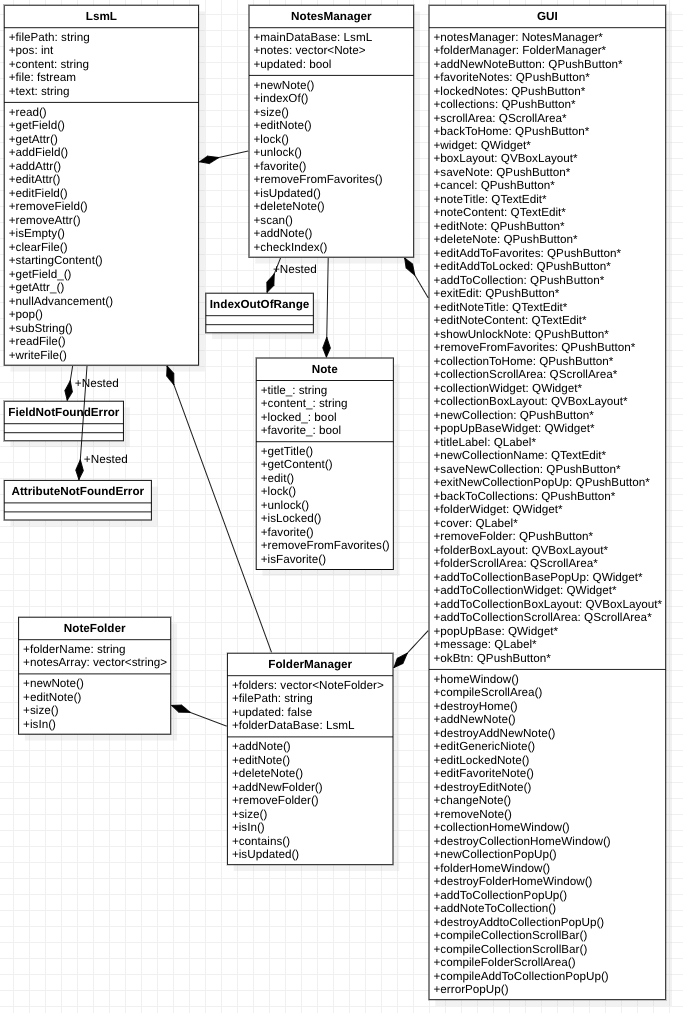 LsmL
+filePath: string
+pos: int
+content: string
+file: fstream
+text: string
+read()
+getField()
+getAttr()
+addField()
+addAttr()
+editAttr()
+editField()
+removeField()
+removeAttr()
+isEmpty()
+clearFile()
+startingContent()
+getField_()
+getAttr_()
+nullAdvancement()
+pop()
+subString()
+readFile()
+writeFile()
+Nested
FieldNotFoundError
+Nested
AttributeNotFoundError
NotesManager
+mainDataBase: LsmL
+notes: vector<Note>
+updated: bool
+newNote()
+indexOf()
+size()
+editNote()
+lock()
+unlock()
+favorite()
+removeFromFavorites()
+isUpdated()
+deleteNote()
+scan()
+addNote()
+checkIndex()
+Nested
IndexOutOfRange
Note
+title_: string
+content_: string
+locked_: bool
+favorite_: bool
+getTitle()
+getContent()
+edit()
+lock()
+unlock()
+isLocked()
+favorite()
+removeFromFavorites()
+isFavorite()
NoteFolder
+folderName: string
+notesArray: vector<string>
+newNote()
+editNote()
+size()
+isIn()
FolderManager
+folders: vector<NoteFolder>
+filePath: string
+updated: false
+folderDataBase: LsmL
+addNote()
+editNote()
+deleteNote()
+addNewFolder()
+removeFolder()
+size()
+isIn()
+contains()
+isUpdated()
GUI
+notesManager: NotesManager*
+folderManager: FolderManager*
+addNewNoteButton: QPushButton*
+favoriteNotes: QPushButton*
+lockedNotes: QPushButton*
+collections: QPushButton*
+scrollArea: QScrollArea*
+backToHome: QPushButton*
+widget: QWidget*
+boxLayout: QVBoxLayout*
+saveNote: QPushButton*
+cancel: QPushButton*
+noteTitle: QTextEdit*
+noteContent: QTextEdit*
+editNote: QPushButton*
+deleteNote: QPushButton*
+editAddToFavorites: QPushButton*
+editAddToLocked: QPushButton*
+addToCollection: QPushButton*
+exitEdit: QPushButton*
+editNoteTitle: QTextEdit*
+editNoteContent: QTextEdit*
+showUnlockNote: QPushButton*
+removeFromFavorites: QPushButton*
+collectionToHome: QPushButton*
+collectionScrollArea: QScrollArea*
+collectionWidget: QWidget*
+collectionBoxLayout: QVBoxLayout*
+newCollection: QPushButton*
+popUpBaseWidget: QWidget*
+titleLabel: QLabel*
+newCollectionName: QTextEdit*
+saveNewCollection: QPushButton*
+exitNewCollectionPopUp: QPushButton*
+backToCollections: QPushButton*
+folderWidget: QWidget*
+cover: QLabel*
+removeFolder: QPushButton*
+folderBoxLayout: QVBoxLayout*
+folderScrollArea: QScrollArea*
+addToCollectionBasePopUp: QWidget*
+addToCollectionWidget: QWidget*
+addToCollectionBoxLayout: QVBoxLayout*
+addToCollectionScrollArea: QScrollArea*
+popUpBase: QWidget*
+message: QLabel*
+okBtn: QPushButton*
+homeWindow()
+compileScrollArea()
+destroyHome()
+addNewNote()
+destroyAddNewNote()
+editGenericNiote()
+editLockedNote()
+editFavoriteNote()
+destroyEditNote()
+changeNote()
+removeNote()
+collectionHomeWindow()
+destroyCollectionHomeWindow()
+newCollectionPopUp()
+folderHomeWindow()
+destroyFolderHomeWindow()
+addToCollectionPopUp()
+addNoteToCollection()
+destroyAddtoCollectionPopUp()
+compileCollectionScrollBar()
+compileCollectionScrollBar()
+compileFolderScrollArea()
+compileAddToCollectionPopUp()
+errorPopUp()